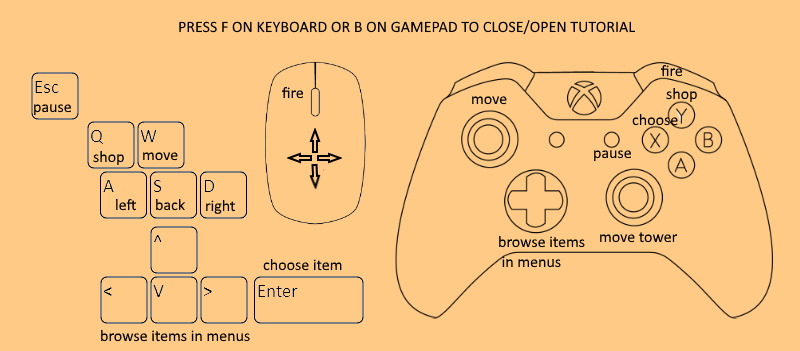 PRESS F ON KEYBOARD OR B ON GAMEPAD TO CLOSE/OPEN TUTORIAL
Esc
pause
Q
shop
W
move
A
left
S
back
D
right
^
<
V
>
browse items in menus
choose item
Enter
fire
move
fire
shop
choose
Y
X
B
A
pause
browse items
in menus
move tower